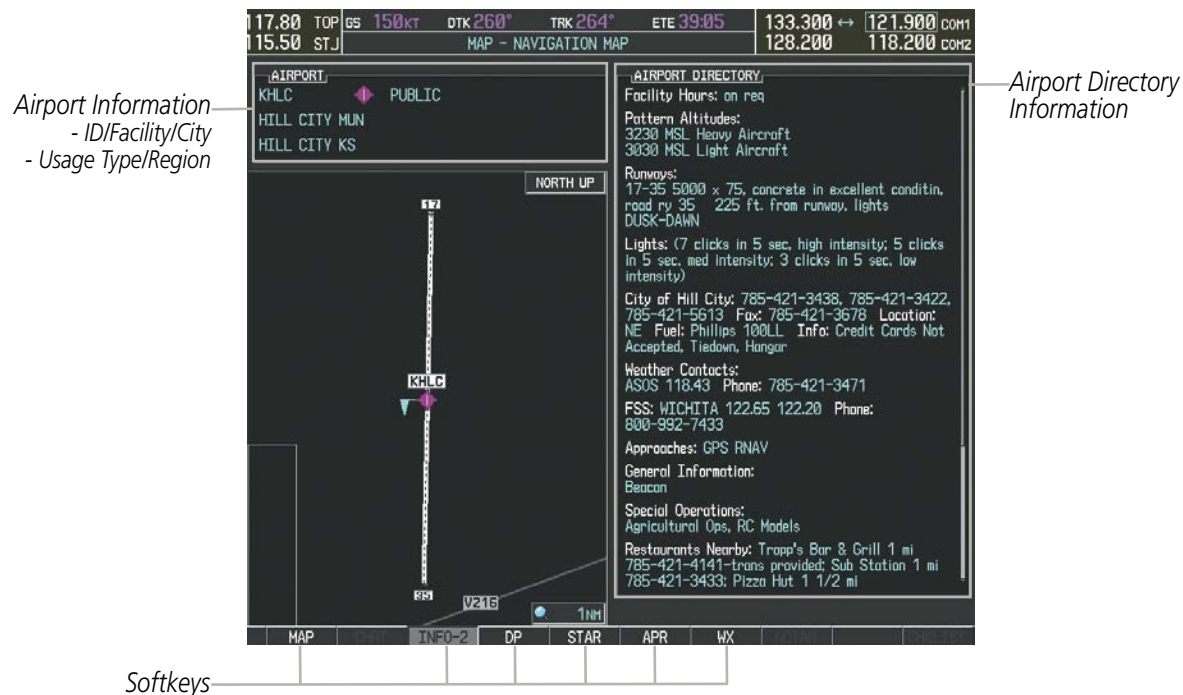 117.80 TOP GS 150KT DTK 260° TRK 264° ETE 39:05 133.300 ↔ 121.900 COM1
115.50 STJ MAP - NAVIGATION MAP 128.200 118.200 COM2
AIRPORT
KHLC PUBLIC
HILL CITY MUN
HILL CITY KS
Airport Information
- ID/Facility/City
- Usage Type/Region
NORTH UP
17
KHLC
35
V216
1NM
AIRPORT DIRECTORY
Facility Hours: on req
Pattern Altitudes:
3230 MSL Heavy Aircraft
3030 MSL Light Aircraft
Runways:
17-35 5000 x 75, concrete in excellent conditin,
road ry 35 225 ft. from runway. lights
DUSK-DAWN
Lights: (7 clicks in 5 sec, high intensity; 5 clicks
in 5 sec, med intensity; 3 clicks in 5 sec, low
intensity)
City of Hill City: 785-421-3438, 785-421-3422,
785-421-5613 Fax: 785-421-3678 Location:
NE Fuel: Phillips 100LL Info: Credit Cards Not
Accepted, Tiedown, Hangar
Weather Contacts:
ASOS 118.43 Phone: 785-421-3471
FSS: WICHITA 122.65 122.20 Phone:
800-992-7433
Approaches: GPS RNAV
General Information:
Beacon
Special Operations:
Agricultural Ops, RC Models
Restaurants Nearby: Trapp's Bar & Grill 1 mi
785-421-4141-trans provided; Sub Station 1 mi
785-421-3433; Pizza Hut 1 1/2 mi
Airport Directory
Information
MAP CHRT INFO-2 DP STAR APR WX NOTAM CHKLIST
Softkeys